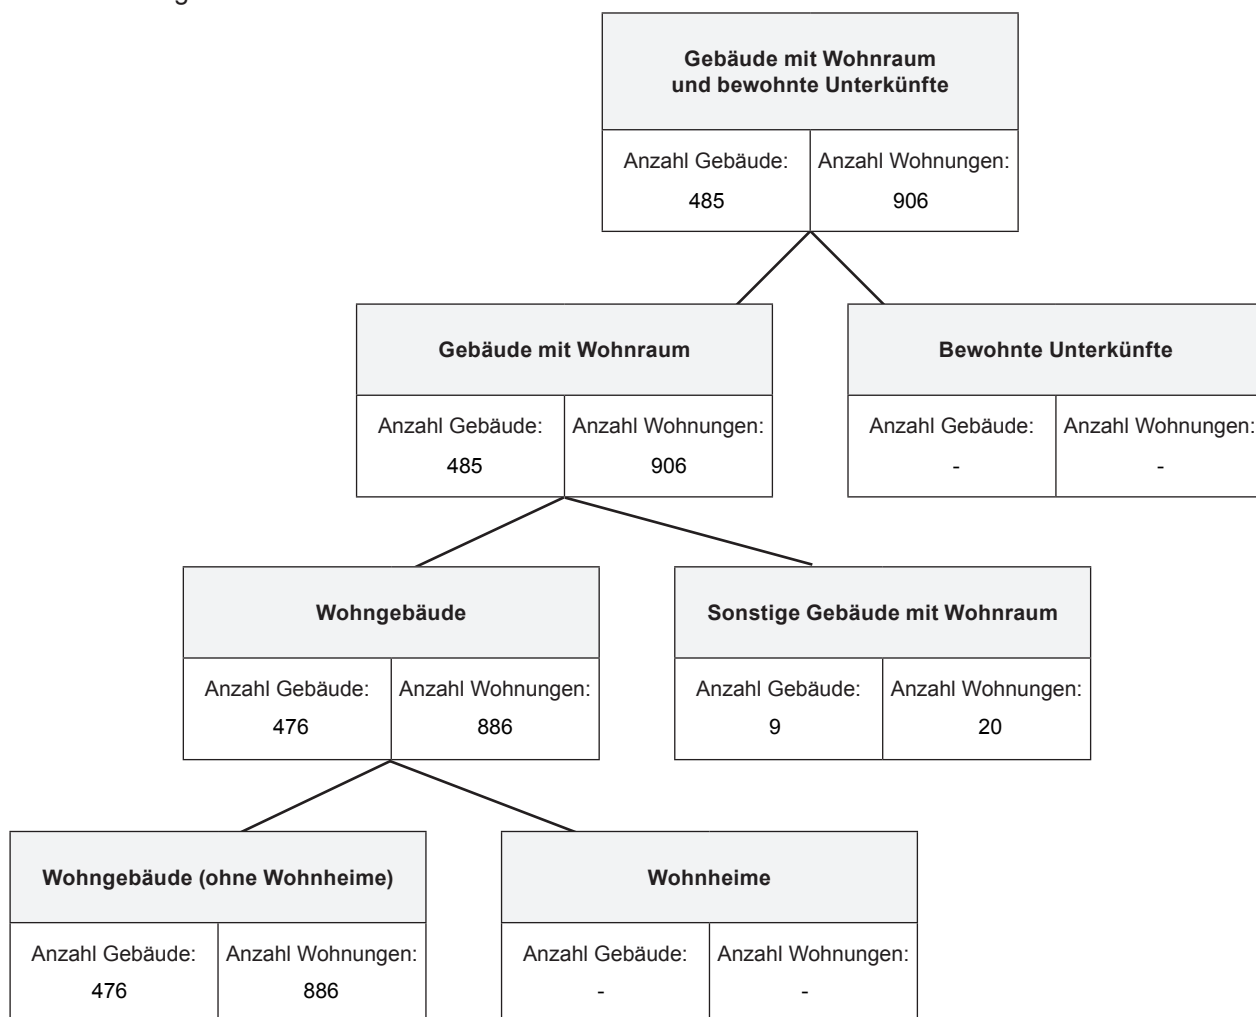 Gebäude mit Wohnraum
und bewohnte Unterkünfte
Anzahl Gebäude: Anzahl Wohnungen:
485 906
Gebäude mit Wohnraum Bewohnte Unterkünfte
Anzahl Gebäude: Anzahl Wohnungen: Anzahl Gebäude: Anzahl Wohnungen:
485 906 - -
Wohngebäude Sonstige Gebäude mit Wohnraum
Anzahl Gebäude: Anzahl Wohnungen: Anzahl Gebäude: Anzahl Wohnungen:
476 886 9 20
Wohngebäude (ohne Wohnheime) Wohnheime
Anzahl Gebäude: Anzahl Wohnungen: Anzahl Gebäude: Anzahl Wohnungen:
476 886 - -